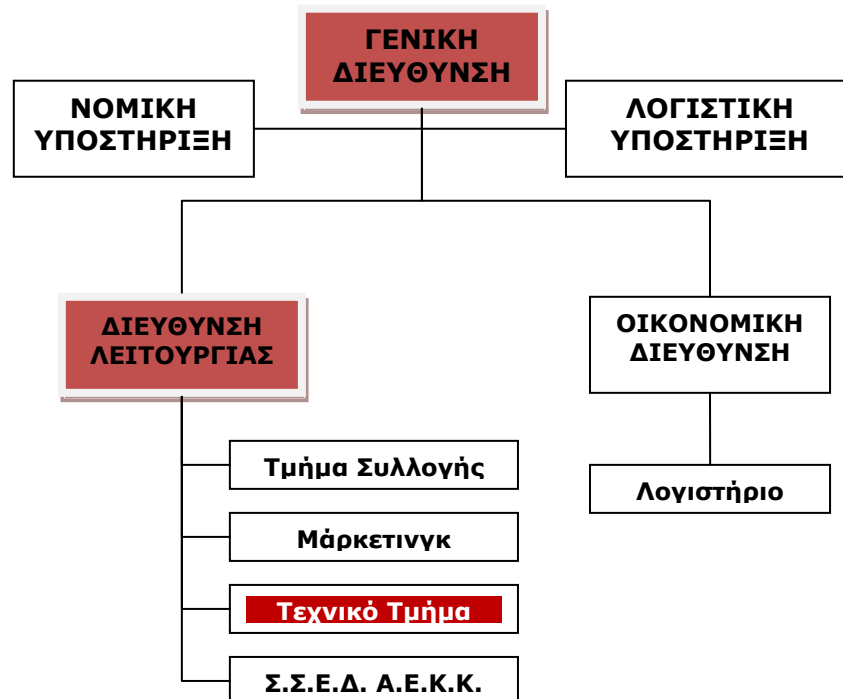 ΓΕΝΙΚΗ
ΔΙΕΥΘΥΝΣΗ
ΝΟΜΙΚΗ
ΥΠΟΣΤΗΡΙΞΗ
ΛΟΓΙΣΤΙΚΗ
ΥΠΟΣΤΗΡΙΞΗ
ΔΙΕΥΘΥΝΣΗ
ΛΕΙΤΟΥΡΓΙΑΣ
ΟΙΚΟΝΟΜΙΚΗ
ΔΙΕΥΘΥΝΣΗ
Τμήμα Συλλογής
Μάρκετινγκ
Τεχνικό Τμήμα
Σ.Σ.Ε.Δ. Α.Ε.Κ.Κ.
Λογιστήριο